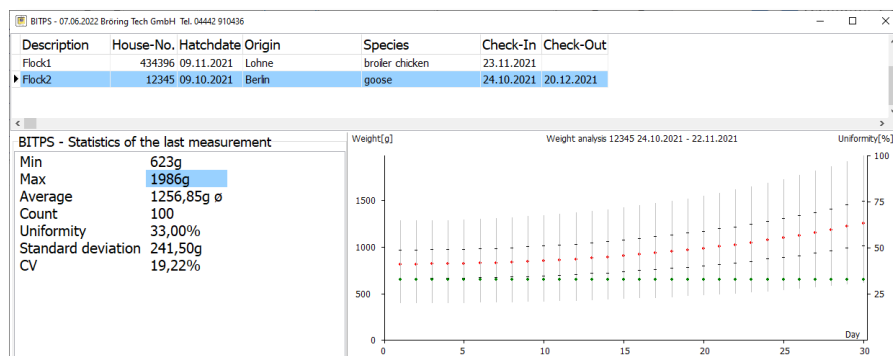 BITPS - 07.06.2022 Bröring Tech GmbH Tel. 04442 910436
Description House-No. Hatchdate Origin Species Check-In Check-Out
Flock1 434396 09.11.2021 Lohne broiler chicken 23.11.2021
Flock2 12345 09.10.2021 Berlin goose 24.10.2021 20.12.2021
BITPS - Statistics of the last measurement
Min 623g
Max 1986g
Average 1256,85g ø
Count 100
Uniformity 33,00%
Standard deviation 241,50g
CV 19,22%
Weight[g] Weight analysis 12345 24.10.2021 - 22.11.2021 Uniformity[%]
100
1500 75
1000 50
500 25
0 Day
0 5 10 15 20 25 30